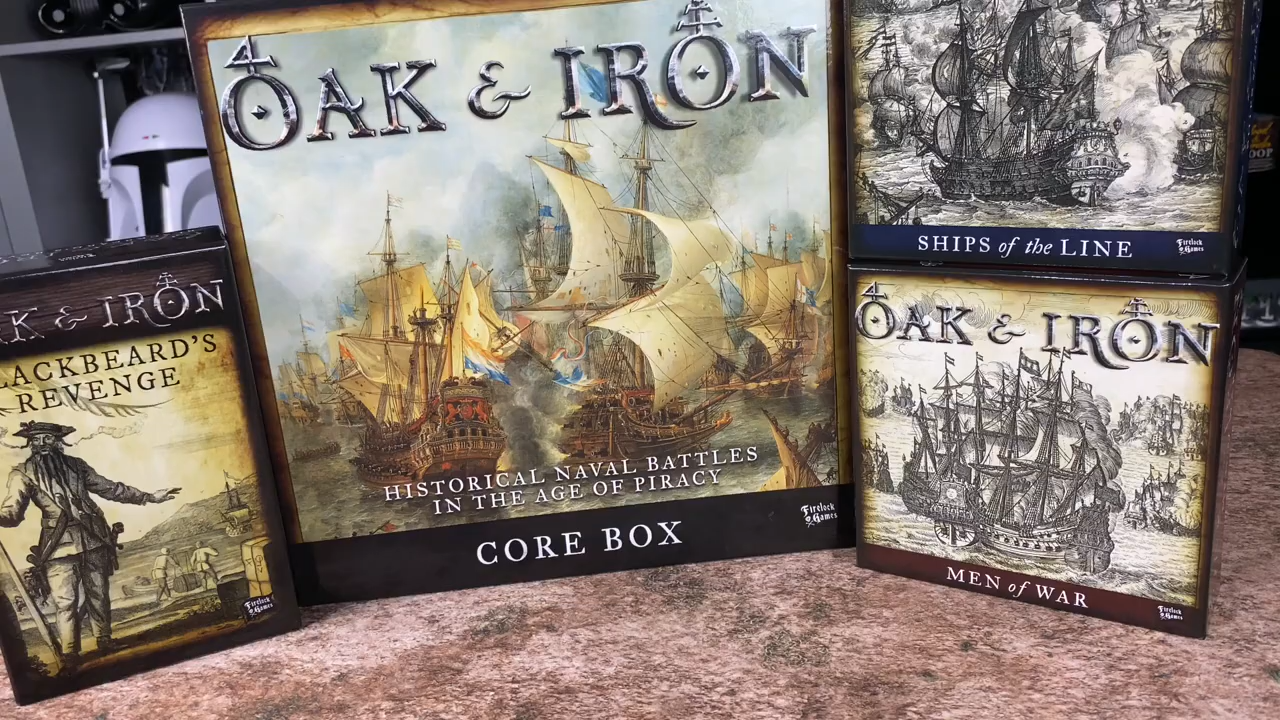 OAK & IRON
HISTORICAL NAVAL BATTLES
IN THE AGE OF PIRACY
CORE BOX
Firelock
Games
AK & IRON
LACKBEARD'S
REVENGE
Firelock
Games
SHIPS of the LINE
Firelock
Games
OAK & IRON
MEN of WAR
Firelock
Games
OOP